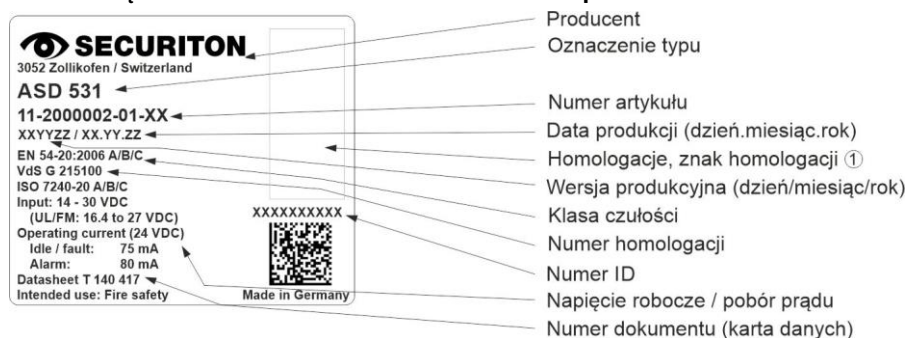 SECURITON
3052 Zollikofen / Switzerland
ASD 531
11-2000002-01-XX
XXYYZZ / XX.YY.ZZ
EN 54-20:2006 A/B/C
VdS G 215100
ISO 7240-20 A/B/C
Input: 14 - 30 VDC
(UL/FM: 16.4 to 27 VDC)
Operating current (24 VDC)
Idle / fault: 75 mA
Alarm: 80 mA
Datasheet T 140 417
Intended use: Fire safety
XXXXXXXXXX
Made in Germany
Producent
Oznaczenie typu
Numer artykułu
Data produkcji (dzień.miesiąc.rok)
Homologacje, znak homologacji ①
Wersja produkcyjna (dzień/miesiąc/rok)
Klasa czułości
Numer homologacji
Numer ID
Napięcie robocze / pobór prądu
Numer dokumentu (karta danych)